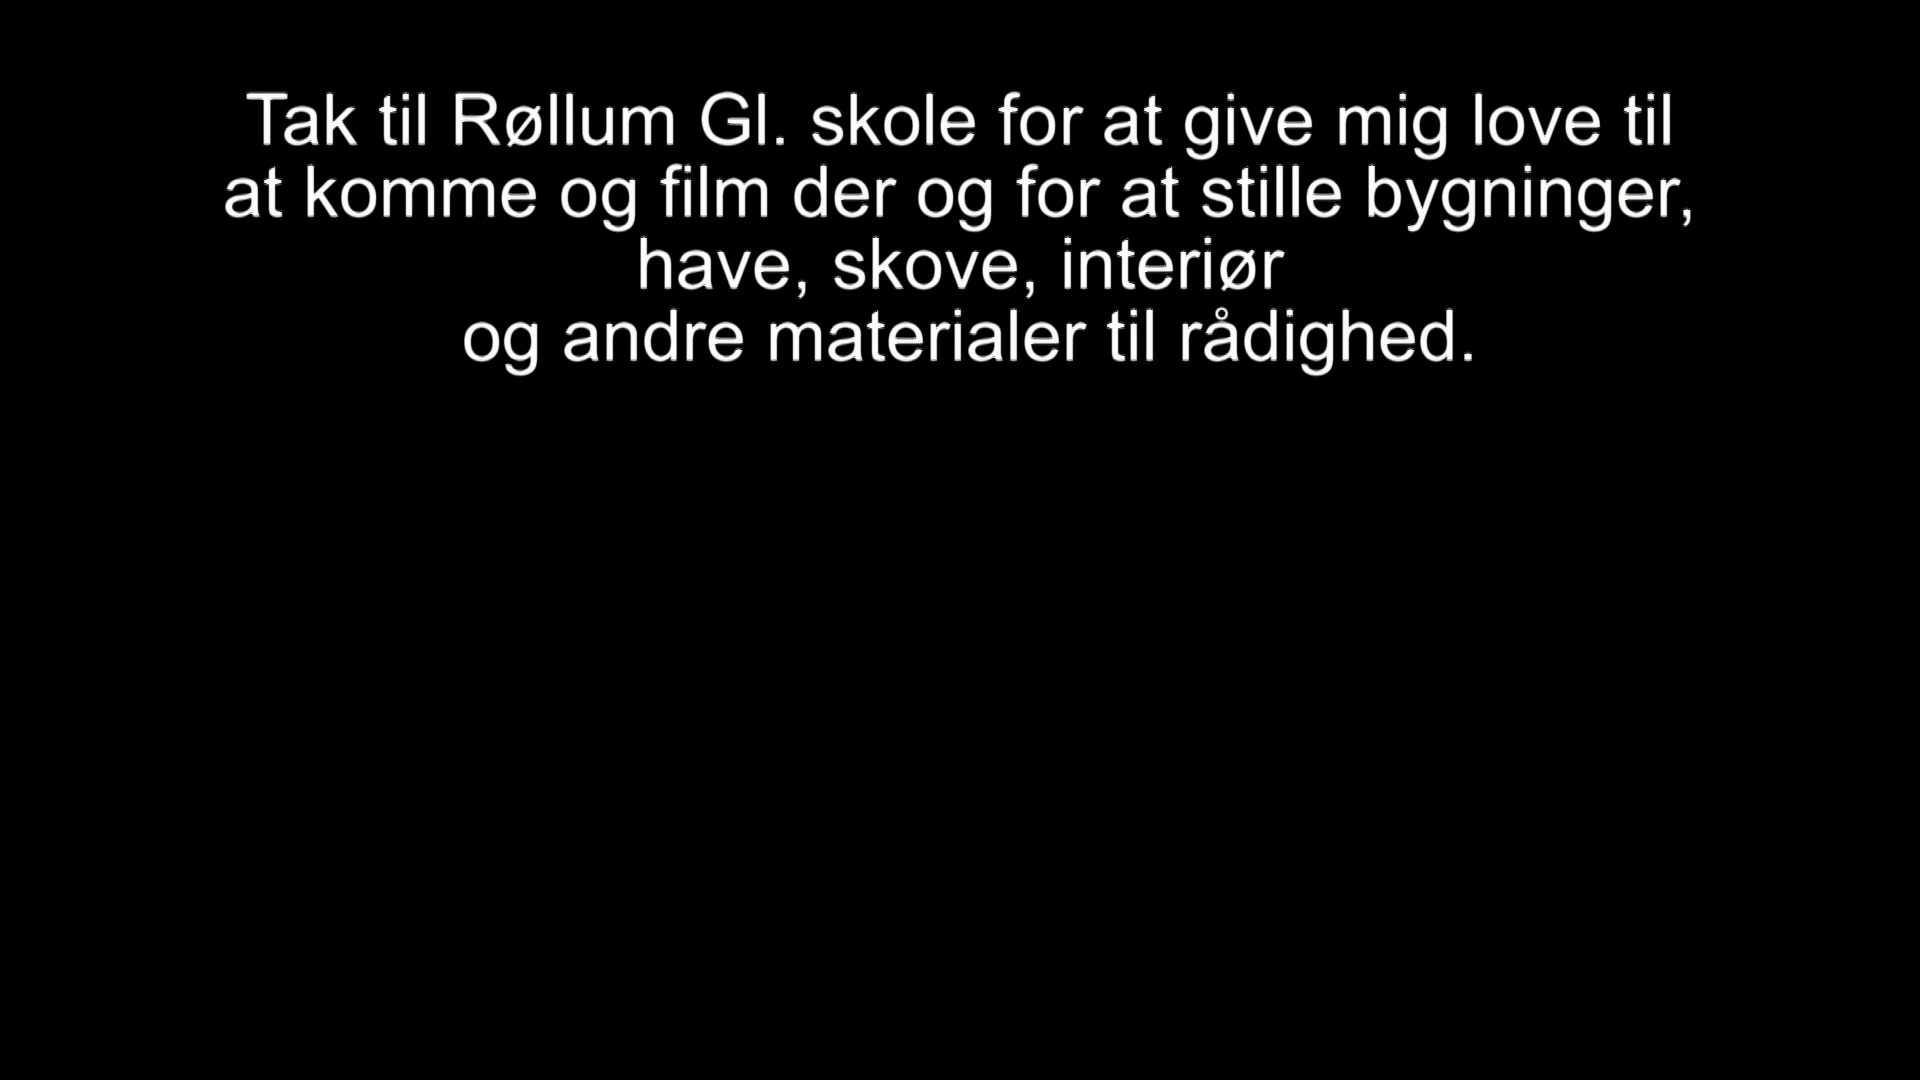 Tak til Røllum Gl. skole for at give mig love til
at komme og film der og for at stille bygninger,
have, skove, interiør
og andre materialer til rådighed.